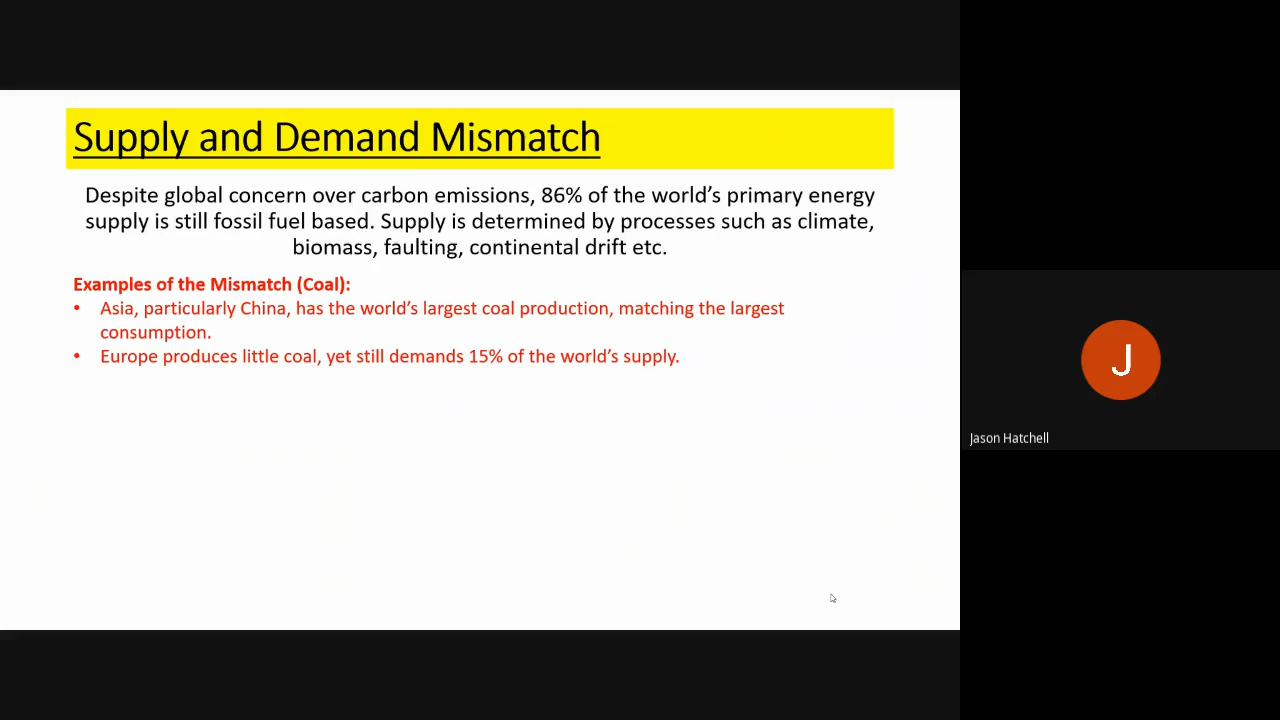 Supply and Demand Mismatch
Despite global concern over carbon emissions, 86% of the world’s primary energy
supply is still fossil fuel based. Supply is determined by processes such as climate,
biomass, faulting, continental drift etc.
Examples of the Mismatch (Coal):
• Asia, particularly China, has the world’s largest coal production, matching the largest
consumption.
• Europe produces little coal, yet still demands 15% of the world’s supply.
J
Jason Hatchell